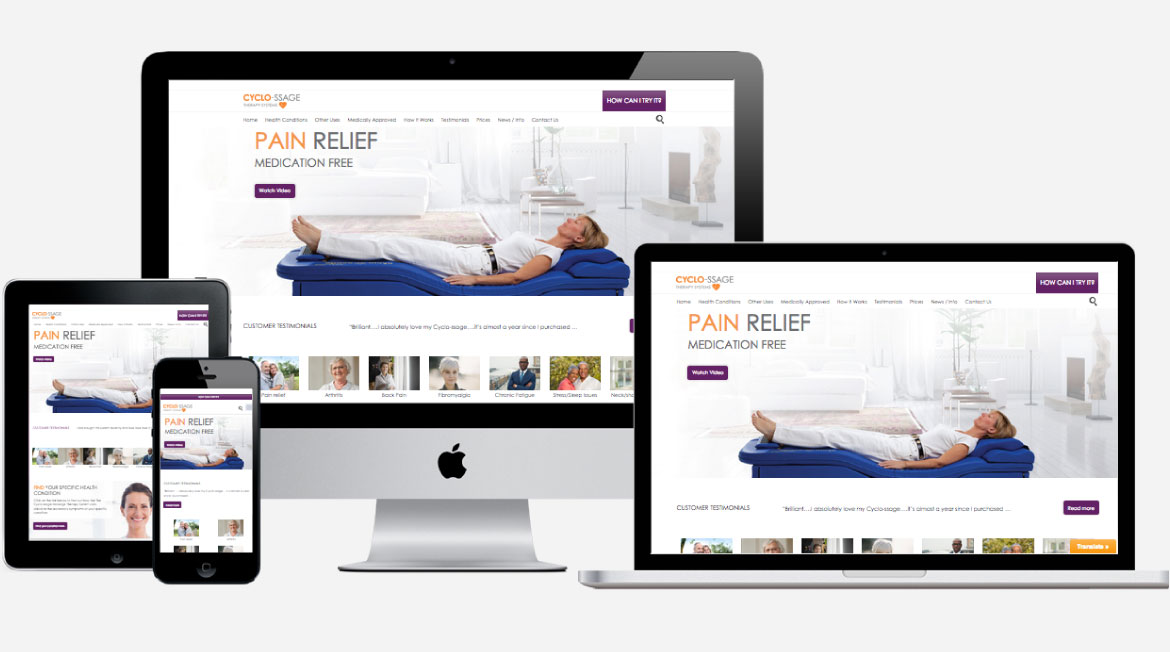 CYCLO-SSAGE
THERAPY SYSTEMS
HOW CAN I TRY IT?
Home Health Conditions Other Uses Medically Approved How it Works Testimonials Prices News / Info Contact Us
PAIN RELIEF
MEDICATION FREE
Watch Video
CUSTOMER TESTIMONIALS
"Brilliant....I absolutely love my Cyclo-ssage....It's almost a year since I purchased ...
Pain relief Arthritis Back Pain Fibromyalgia Chronic Fatigue Stress/Sleep Issues
CYCLO-SSAGE
THERAPY SYSTEMS
HOW CAN I TRY IT?
Home Health Conditions Other Uses Medically Approved How it Works Testimonials Prices News / Info Contact Us
PAIN RELIEF
MEDICATION FREE
Watch Video
CUSTOMER TESTIMONIALS
"Brilliant....I absolutely love my Cyclo-ssage....It's almost a year since I purchased ...
Read more
Translate »
CYCLO-SSAGE
PAIN RELIEF
MEDICATION FREE
CUSTOMER TESTIMONIALS
FIND YOUR SPECIFIC HEALTH
CONDITION
CYCLO-SSAGE
PAIN RELIEF
MEDICATION FREE
Watch Video
CUSTOMER TESTIMONIALS